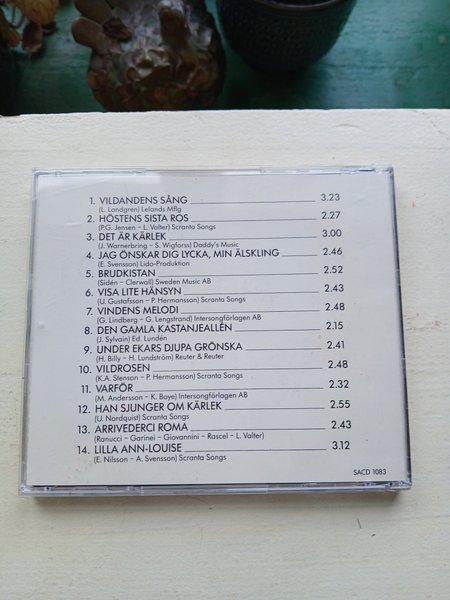 1. VILDANDENS SÅNG 3.23
(L. Landgren) Lelands Mflg
2. HÖSTENS SISTA ROS 2.27
(P.G. Jensen – L. Valter) Scranta Songs
3. DET ÄR KÄRLEK 3.00
(J. Warnerbring – S. Wigforss) Daddy's Music
4. JAG ÖNSKAR DIG LYCKA, MIN ÄLSKLING 2.46
(E. Svensson) Lido-Produktion
5. BRUDKISTAN 2.52
(Sidén – Clerwall) Sweden Music AB
6. VISA LITE HÄNSYN 2.43
(U. Gustafsson – P. Hermansson) Scranta Songs
7. VINDENS MELODI 2.48
(G. Lindberg – G. Lengstrand) Intersongförlagen AB
8. DEN GAMLA KASTANJEALLÉN 2.15
(J. Sylvain) Ed. Lundén
9. UNDER EKARS DJUPA GRÖNSKA 2.41
(H. Billy – H. Lundström) Reuter & Reuter
10. VILDROSEN 2.48
(K.A. Stenson – P. Hermansson) Scranta Songs
11. VARFÖR 2.32
(M. Andersson – K. Boye) Intersongförlagen AB
12. HAN SJUNGER OM KÄRLEK 2.55
(U. Nordquist) Scranta Songs
13. ARRIVEDERCI ROMA 2.43
(Ranucci – Garinei – Giovannini – Rascel – L. Valter)
14. LILLA ANN-LOUISE 3.12
(E. Nilsson – A. Svensson) Scranta Songs
SACD 1083